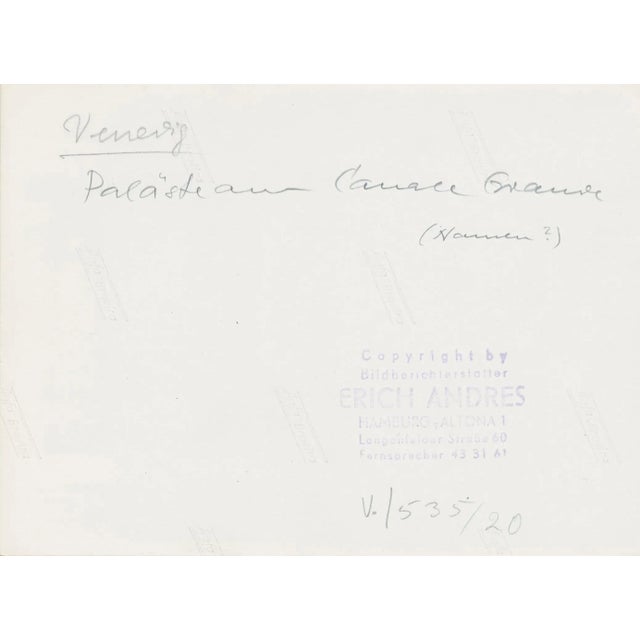 Venedig
Paläste am Canale Grande
(Namen?)
Copyright by
Bildberichterstatter
ERICH ANDRES
HAMBURG-ALTONA 1
Langenfelder Straße 60
Fernsprecher 43 31 61
V./535/20